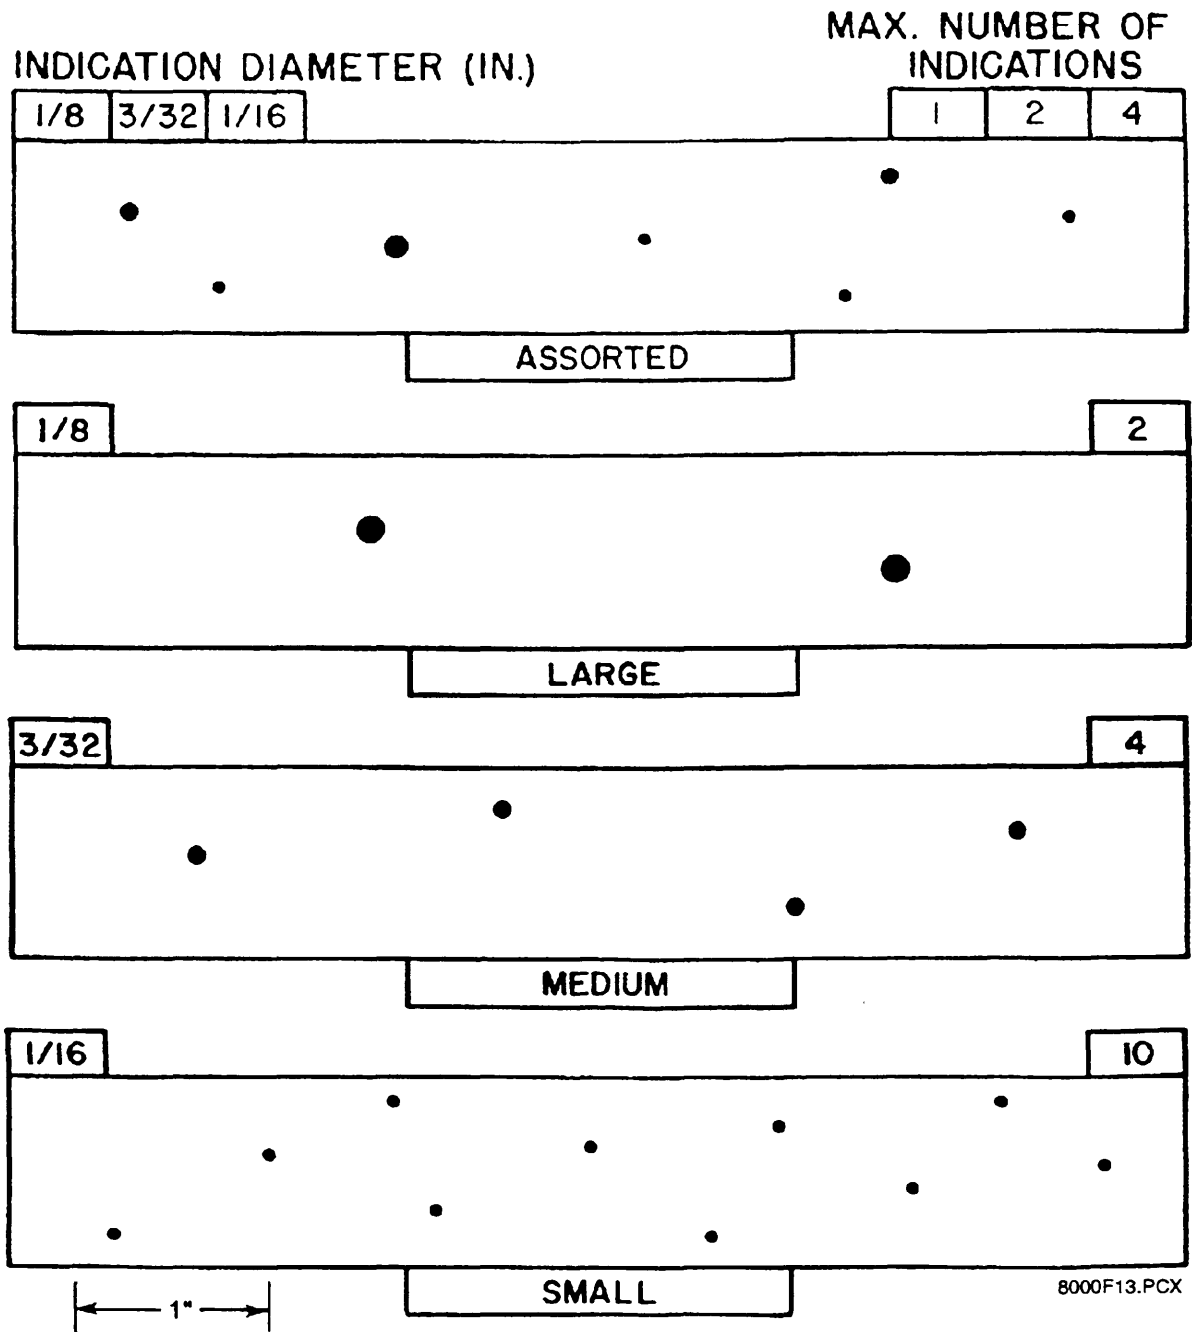 MAX. NUMBER OF
INDICATION DIAMETER (IN.) INDICATIONS
1/8 3/32 1/16 1 2 4
ASSORTED
1/8 2
LARGE
3/32 4
MEDIUM
1/16 10
SMALL
8000F13.PCX
1"